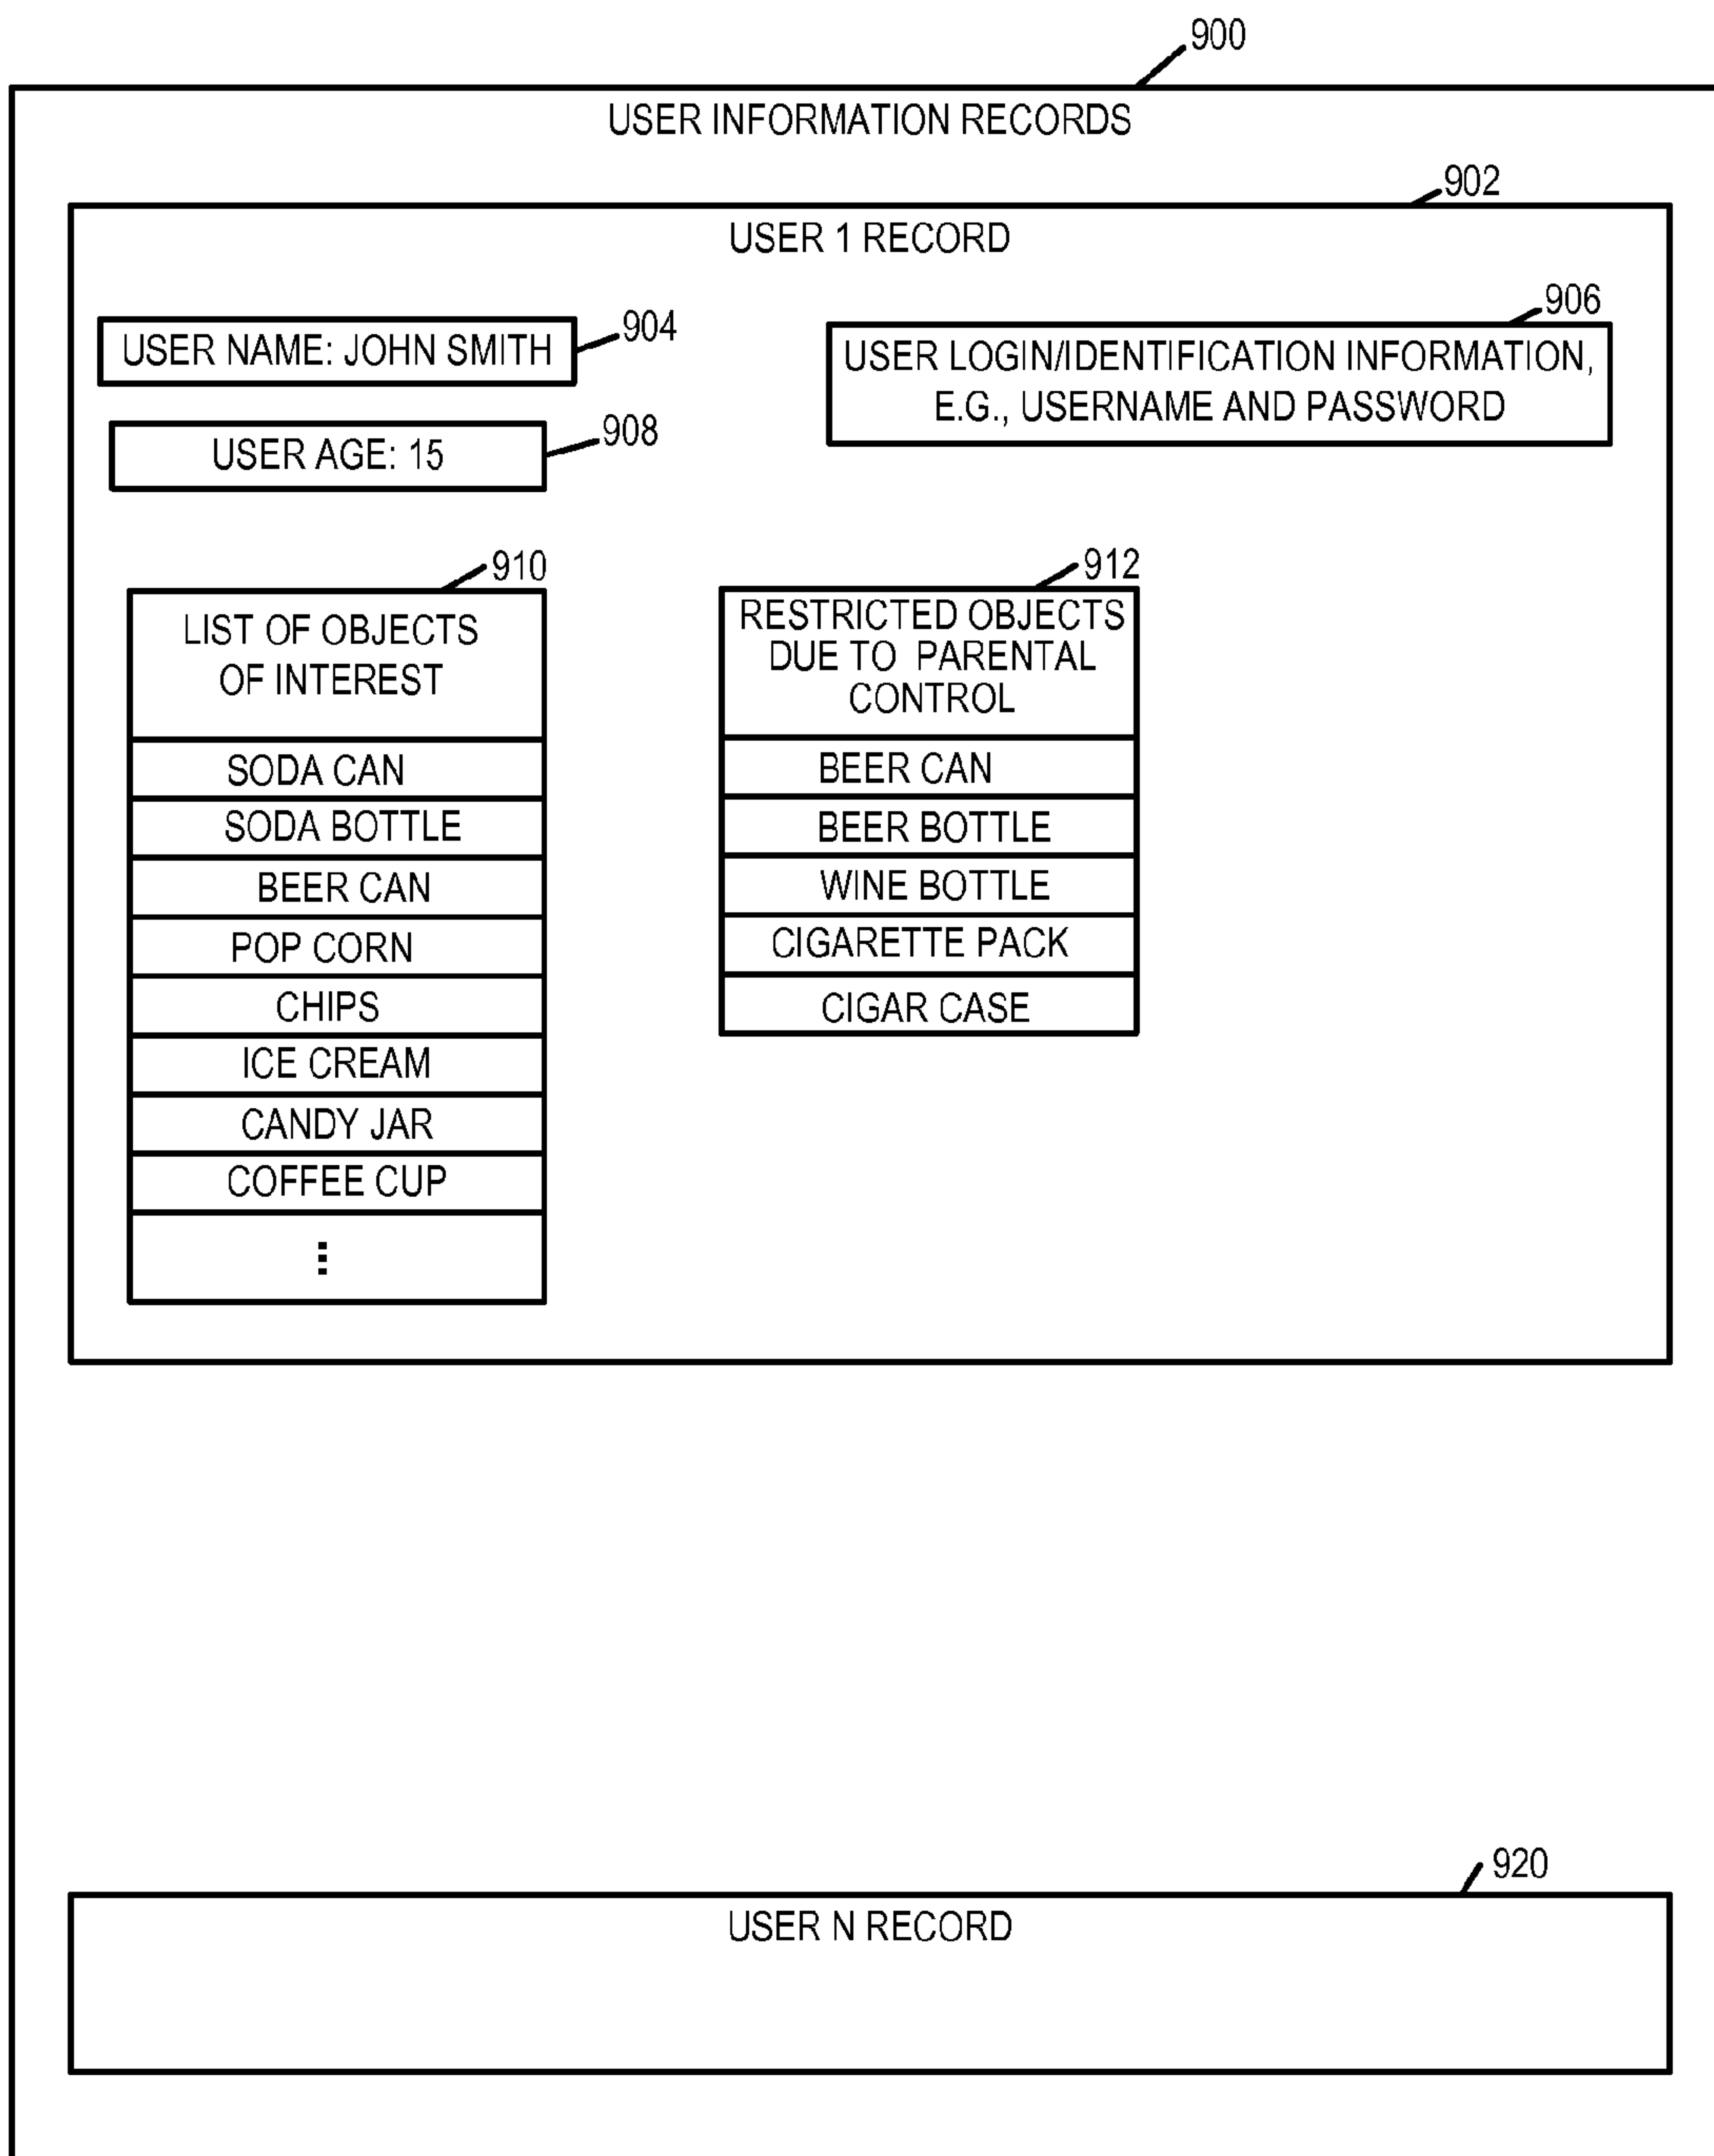 900
USER INFORMATION RECORDS
902
USER 1 RECORD
USER NAME: JOHN SMITH
904
906
USER LOGIN/IDENTIFICATION INFORMATION,
E.G., USERNAME AND PASSWORD
USER AGE: 15
908
910
LIST OF OBJECTS
OF INTEREST
SODA CAN
SODA BOTTLE
BEER CAN
POP CORN
CHIPS
ICE CREAM
CANDY JAR
COFFEE CUP
⋮
912
RESTRICTED OBJECTS
DUE TO PARENTAL
CONTROL
BEER CAN
BEER BOTTLE
WINE BOTTLE
CIGARETTE PACK
CIGAR CASE
920
USER N RECORD